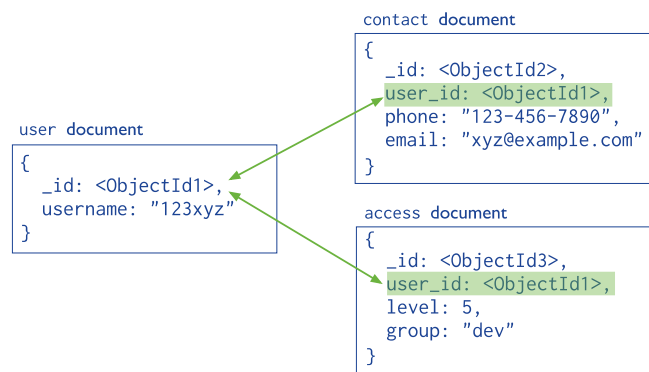 user document
{
_id: <ObjectId1>,
username: "123xyz"
}
contact document
{
_id: <ObjectId2>,
user_id: <ObjectId1>,
phone: "123-456-7890",
email: "xyz@example.com"
}
access document
{
_id: <ObjectId3>,
user_id: <ObjectId1>,
level: 5,
group: "dev"
}